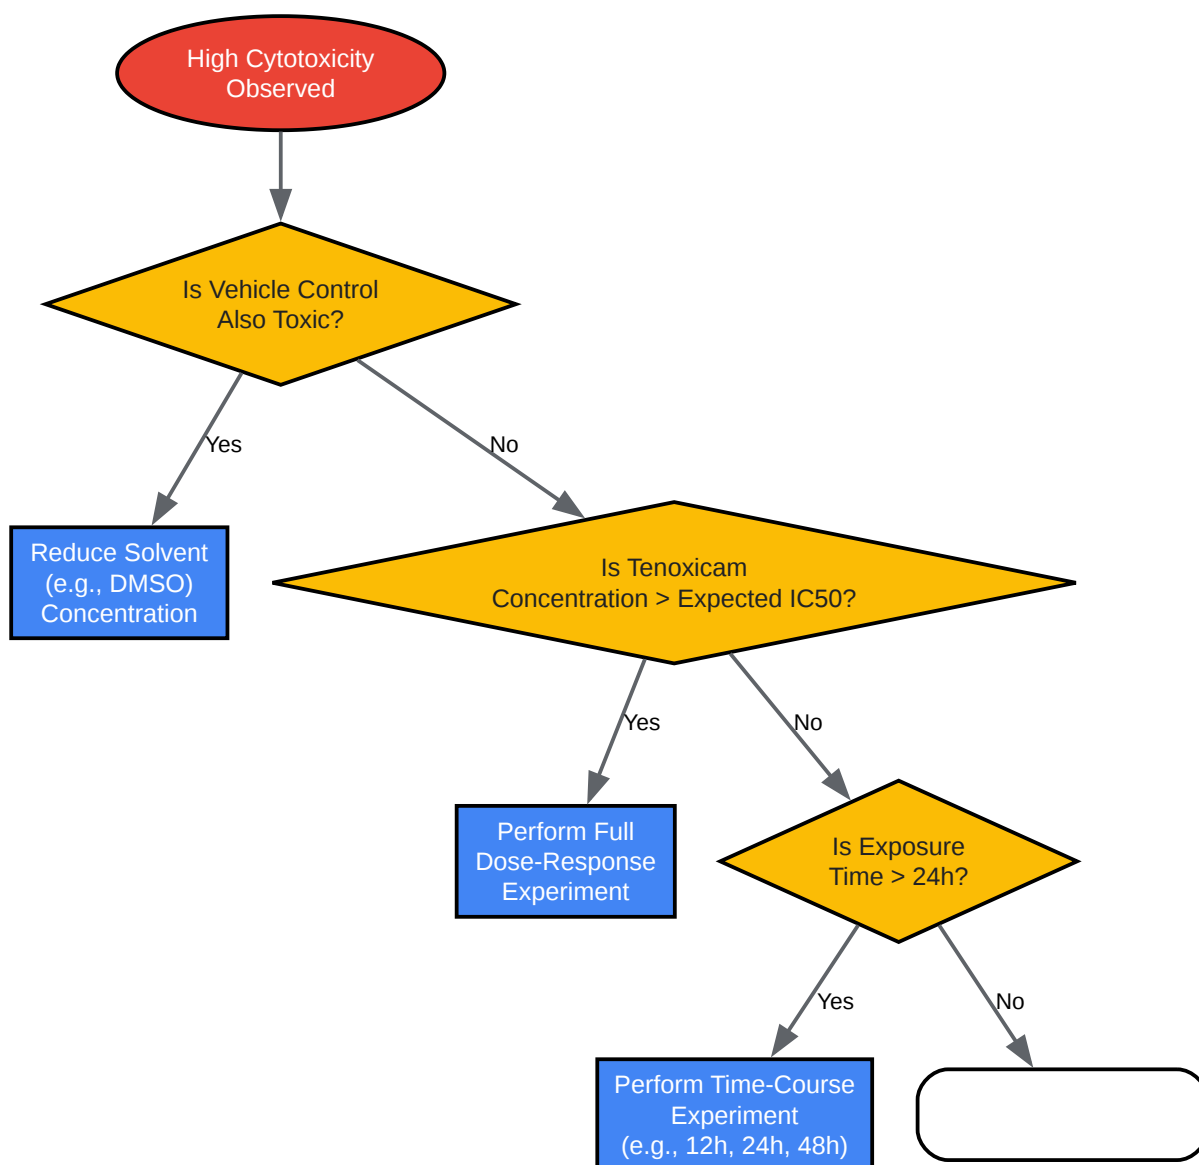 High Cytotoxicity
Observed
Is Vehicle Control
Also Toxic?
Yes
No
Reduce Solvent
(e.g., DMSO)
Concentration
Is Tenoxicam
Concentration > Expected IC50?
Yes
No
Perform Full
Dose-Response
Experiment
Is Exposure
Time > 24h?
Yes
No
Perform Time-Course
Experiment
(e.g., 12h, 24h, 48h)